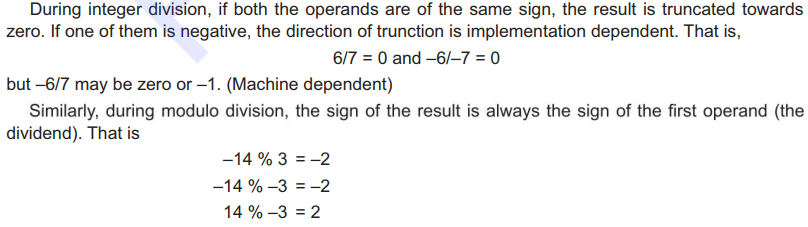 During integer division, if both the operands are of the same sign, the result is truncated towards
zero. If one of them is negative, the direction of trunction is implementation dependent. That is,
6/7 = 0 and –6/–7 = 0
but –6/7 may be zero or –1. (Machine dependent)
Similarly, during modulo division, the sign of the result is always the sign of the first operand (the
dividend). That is
–14 % 3 = –2
–14 % –3 = –2
14 % –3 = 2